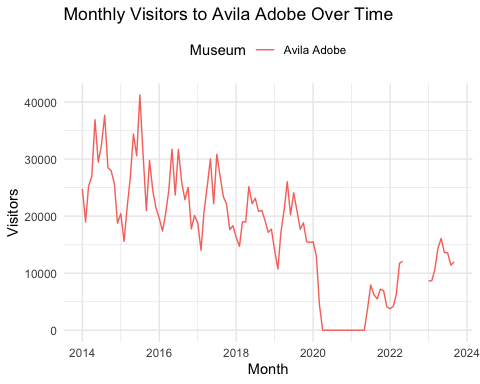 Monthly Visitors to Avila Adobe Over Time
Museum Avila Adobe
40000
30000
20000
10000
0
Visitors
2014 2016 2018 2020 2022 2024
Month